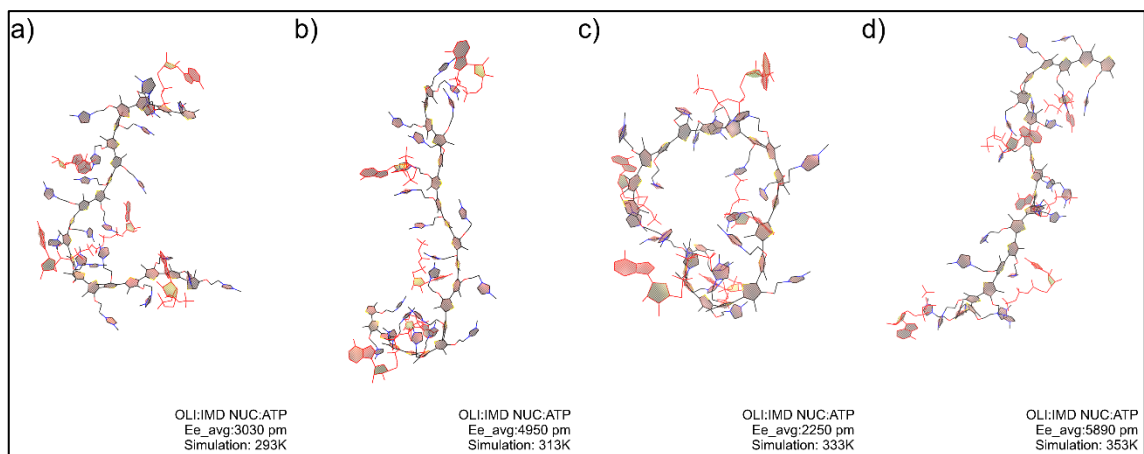 a)
b)
c)
d)
OLI:IMD NUC:ATP
Ee_avg:3030 pm
Simulation: 293K
OLI:IMD NUC:ATP
Ee_avg:4950 pm
Simulation: 313K
OLI:IMD NUC:ATP
Ee_avg:2250 pm
Simulation: 333K
OLI:IMD NUC:ATP
Ee_avg:5890 pm
Simulation: 353K